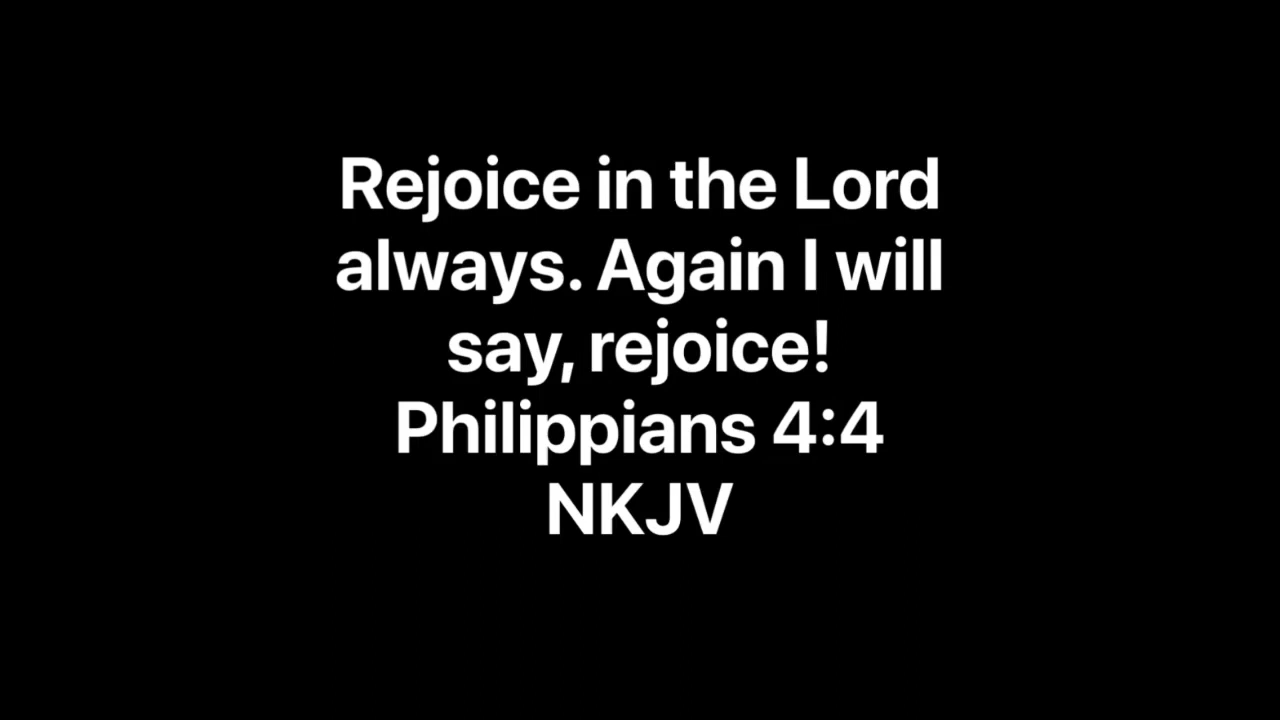 Rejoice in the Lord
always. Again I will
say, rejoice!
Philippians 4:4
NKJV